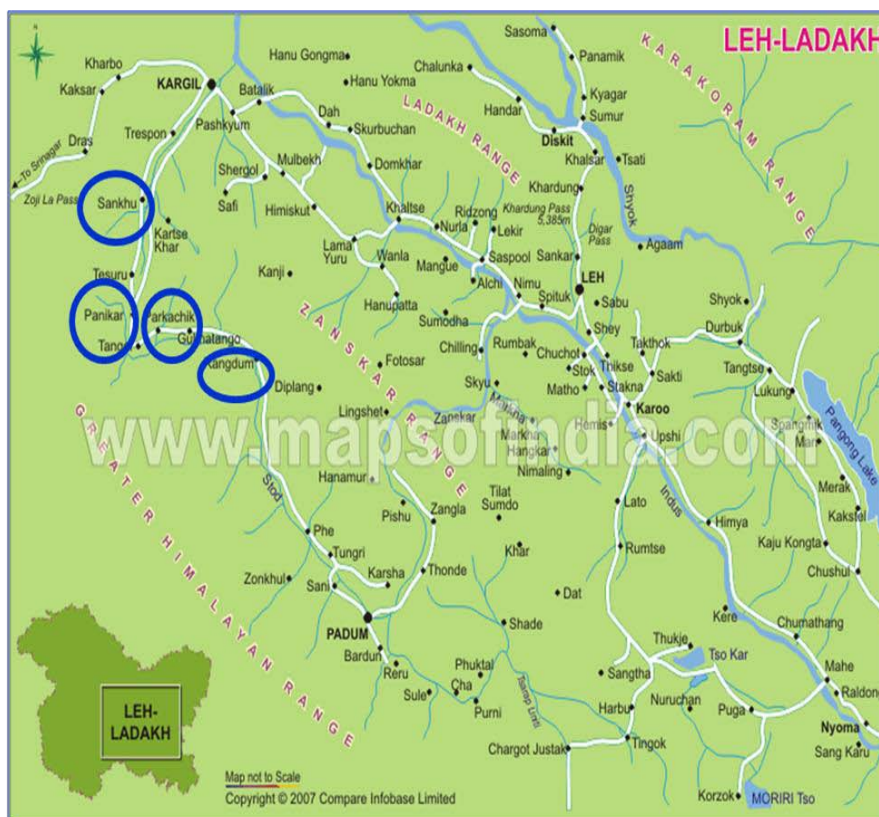 LEH-LADAKH
N
Sasoma
Hanu Gongma
Chalunka
Panamik
Kharbo
KARGIL
Hanu Yokma
Kaksar
Batalik
Handar
Kyagar
KARAKORAM RANGE
Dah
LADAKH RANGE
Sumur
Trespon
Pashkyum
Skurbuchan
Diskit
Dras
Shergol
Mulbekh
Domkhar
Khalsar
Tsati
To Srinagar
Zoji La Pass
Sankhu
Safi
Himiskut
Khaltse
Ridzong
Khardung
Khardung Pass
5,385m
Shyok
Kartse
Khar
Nurla
Lekir
Digar
Pass
Lama
Yuru
Wanla
Mangue
Saspool
Sankar
Agaam
Tesuru
Kanji
Alchi
Nimu
LEH
Hanupatta
Spituk
Sabu
Shyok
Panikar
Parkachik
ZANSKAR RANGE
Sumodha
Shey
Durbuk
Chilling
Rumbak
Chuchot
Takthok
Fotosar
Stok
Thikse
Tangtse
Diplang
Skyu
Matho
Stakna
Sakti
Lukung
Lingshet
Markha
Zanskar
Karoo
Spangmik
Pangong Lake
GREATER HIMALAYAN RANGE
www.mapsofindia.com
Markha
Hemis
Upshi
Man
Hangkar
Stod
Hanamur
Nimaling
Merak
Pishu
Zangla
Tilat
Sumdo
Lato
Indus
Himya
Kakstel
Phe
Khar
Rumtse
Kaju Kongta
Tungri
Zonkhul
Sani
Karsha
Thonde
Dat
Chushul
PADUM
Shade
Kere
Chumathang
Bardun
Thukje
Reru
Phuktal
Tso Kar
Mahe
Sule
Cha
Sangtha
Purni
Tsarap Lingti
Harbu
Nuruchan
Puga
Raldong
LEH-
LADAKH
Nyoma
Chargot Justak
Tingok
Sang Karu
Map not to Scale
Copyright © 2007 Compare Infobase Limited
Korzok
MORIRI Tso